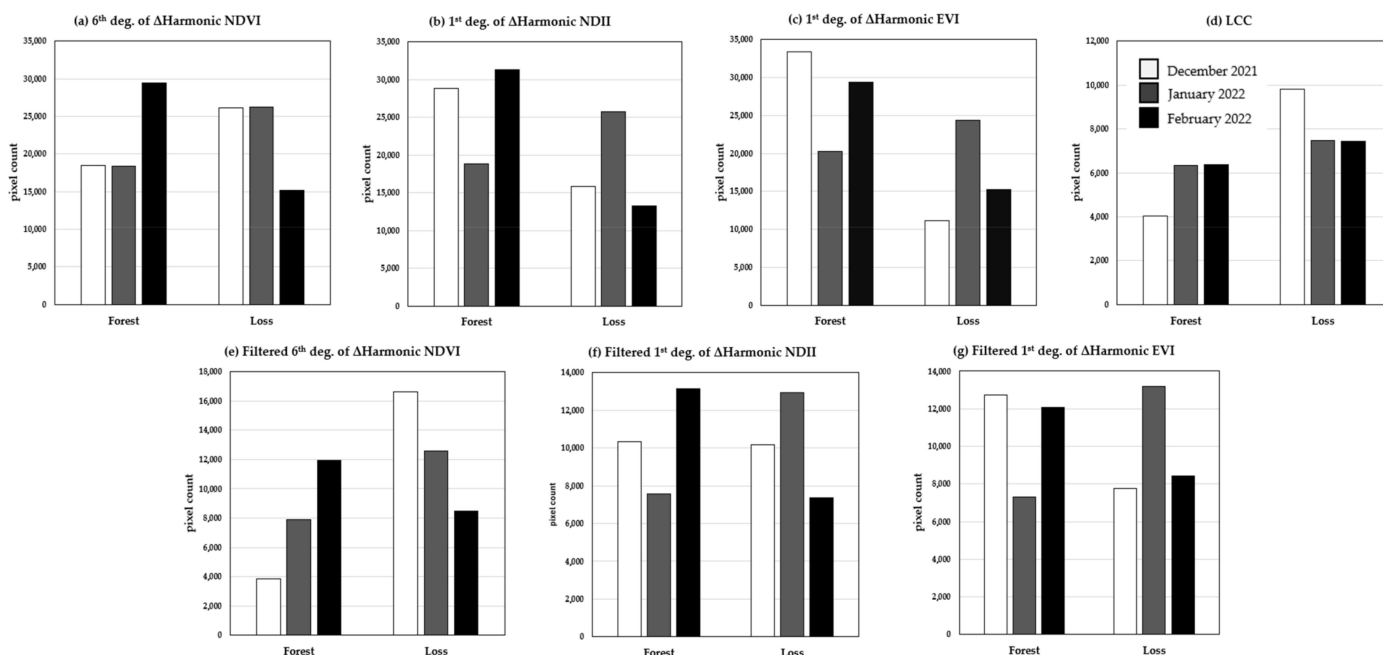 (a) 6th deg. of ΔHarmonic NDVI
35,000
30,000
25,000
20,000
15,000
10,000
5,000
0
pixel count
Forest Loss
(b) 1st deg. of ΔHarmonic NDII
35,000
30,000
25,000
20,000
15,000
10,000
5,000
0
pixel count
Forest Loss
(c) 1st deg. of ΔHarmonic EVI
35,000
30,000
25,000
20,000
15,000
10,000
5,000
0
pixel count
Forest Loss
(d) LCC
12,000
10,000
8,000
6,000
4,000
2,000
0
pixel count
December 2021
January 2022
February 2022
Forest Loss
(e) Filtered 6th deg. of ΔHarmonic NDVI
18,000
16,000
14,000
12,000
10,000
8,000
6,000
4,000
2,000
0
pixel count
Forest Loss
(f) Filtered 1st deg. of ΔHarmonic NDII
14,000
12,000
10,000
8,000
6,000
4,000
2,000
0
pixel count
Forest Loss
(g) Filtered 1st deg. of ΔHarmonic EVI
14,000
12,000
10,000
8,000
6,000
4,000
2,000
0
pixel count
Forest Loss